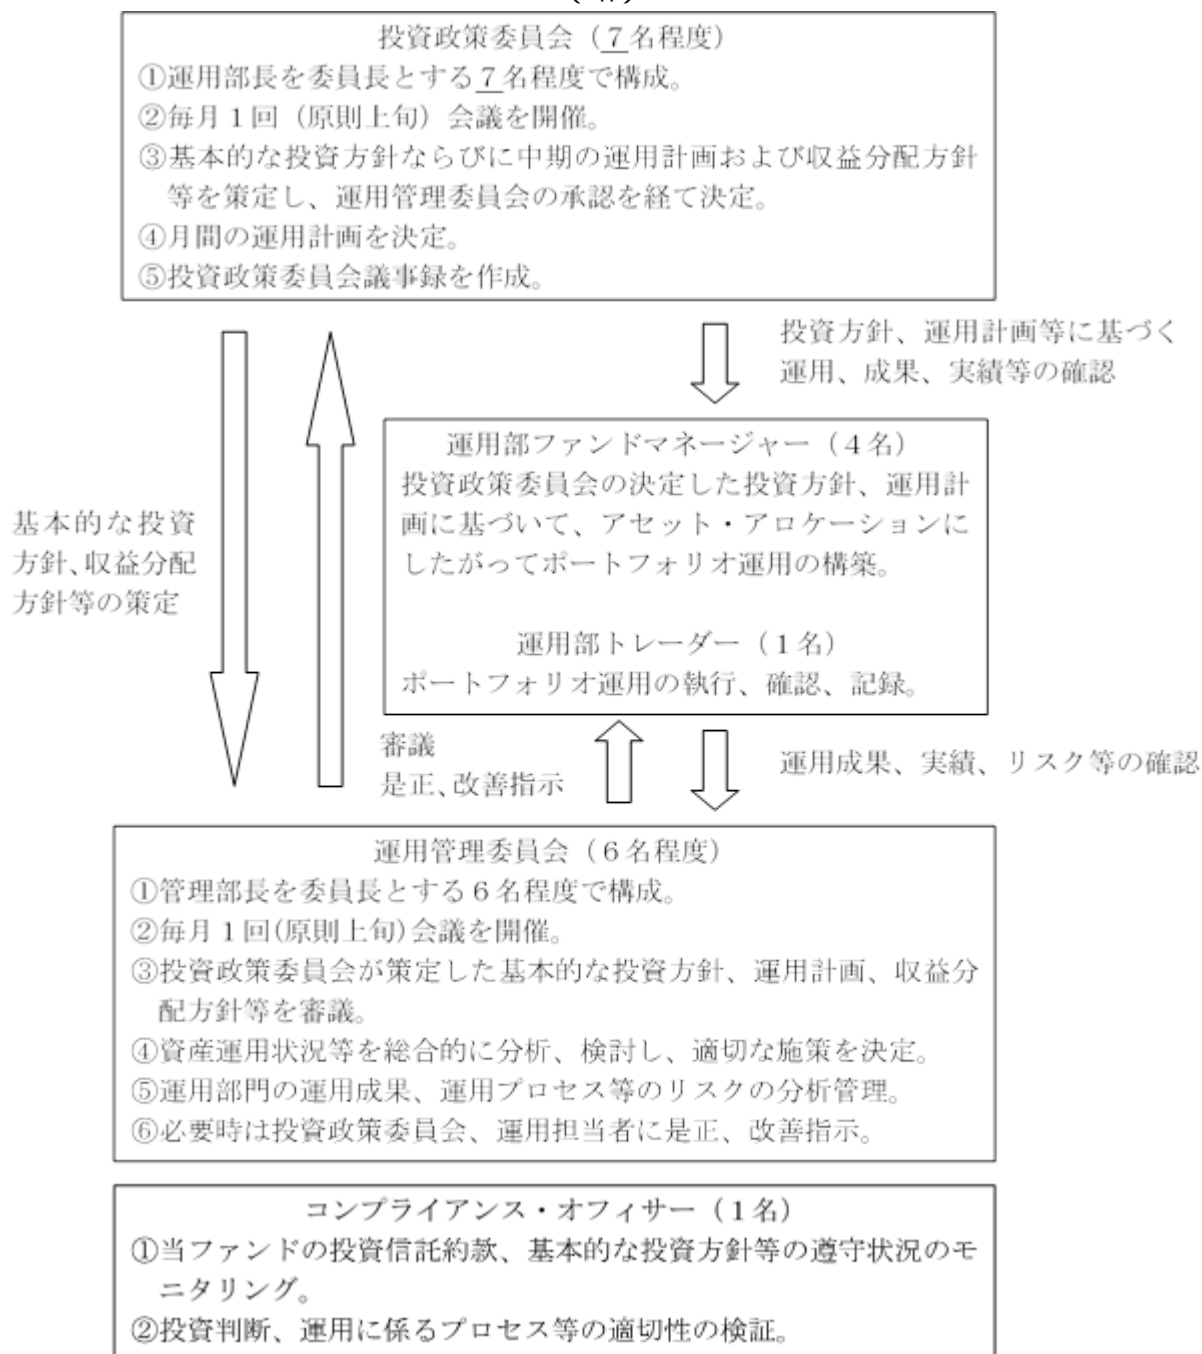 投資政策委員会（７名程度）
①運用部長を委員長とする７名程度で構成。
②毎月１回（原則上旬）会議を開催。
③基本的な投資方針ならびに中期の運用計画および収益分配方針
等を策定し、運用管理委員会の承認を経て決定。
④月間の運用計画を決定。
⑤投資政策委員会議事録を作成。
投資方針、運用計画等に基づく
運用、成果、実績等の確認
運用部ファンドマネージャー（４名）
投資政策委員会の決定した投資方針、運用計
画に基づいて、アセット・アロケーションに
したがってポートフォリオ運用の構築。
運用部トレーダー（１名）
ポートフォリオ運用の執行、確認、記録。
基本的な投資
方針、収益分配
方針等の策定
審議
是正、改善指示
運用成果、実績、リスク等の確認
運用管理委員会（６名程度）
①管理部長を委員長とする６名程度で構成。
②毎月１回(原則上旬)会議を開催。
③投資政策委員会が策定した基本的な投資方針、運用計画、収益分
配方針等を審議。
④資産運用状況等を総合的に分析、検討し、適切な施策を決定。
⑤運用部門の運用成果、運用プロセス等のリスクの分析管理。
⑥必要時は投資政策委員会、運用担当者に是正、改善指示。
コンプライアンス・オフィサー（１名）
①当ファンドの投資信託約款、基本的な投資方針等の遵守状況のモ
ニタリング。
②投資判断、運用に係るプロセス等の適切性の検証。